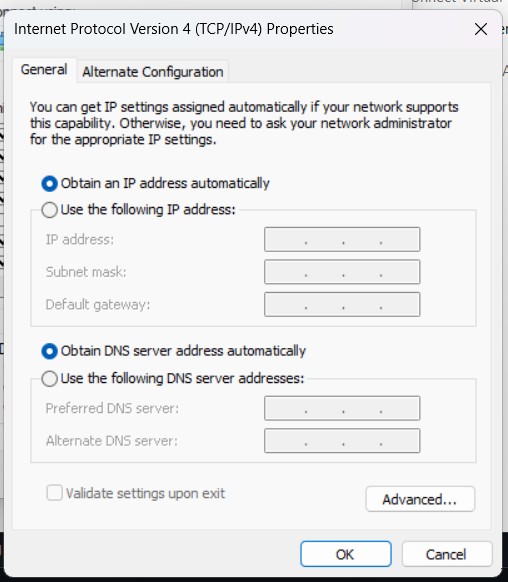 Internet Protocol Version 4 (TCP/IPv4) Properties
General
Alternate Configuration
You can get IP settings assigned automatically if your network supports
this capability. Otherwise, you need to ask your network administrator
for the appropriate IP settings.
Obtain an IP address automatically
Use the following IP address:
IP address:
Subnet mask:
Default gateway:
Obtain DNS server address automatically
Use the following DNS server addresses:
Preferred DNS server:
Alternate DNS server:
Validate settings upon exit
Advanced...
OK
Cancel